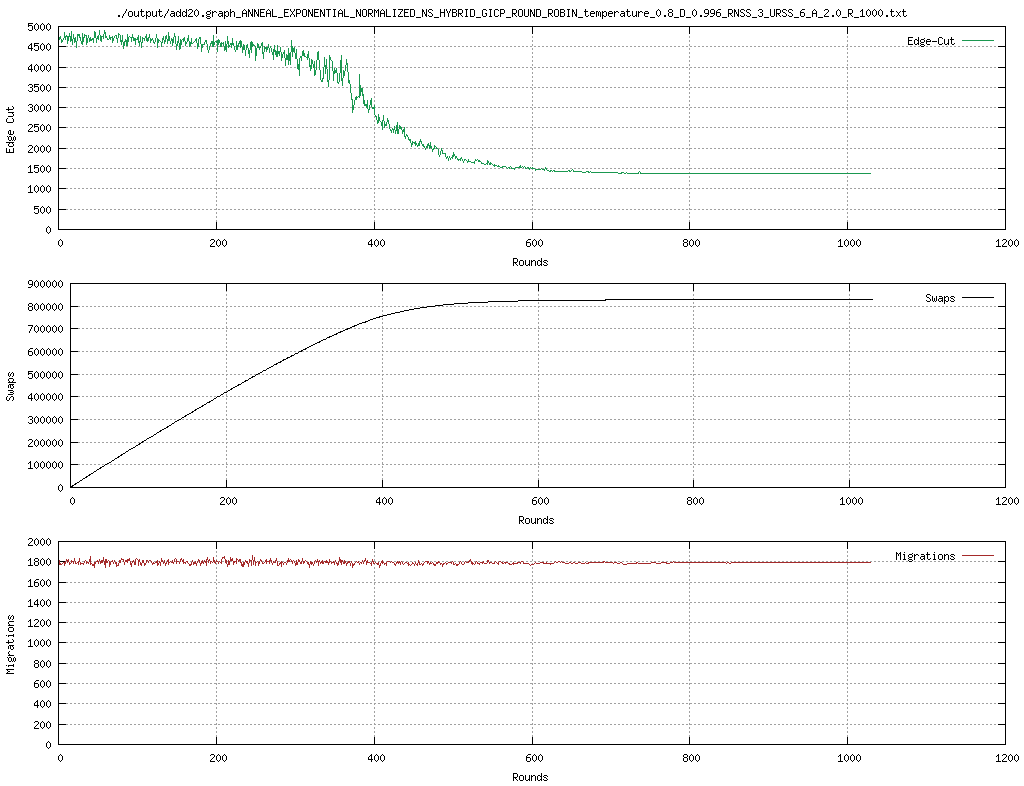 ./output/add20.graph_ANNEAL_EXPONENTIAL_NORMALIZED_NS_HYBRID_GICP_ROUND_ROBIN_temperature_0.8_D_0.996_RNSS_3_URSS_6_A_2.0_R_1000.txt
5000
4500
4000
3500
3000
2500
2000
1500
1000
500
0
Edge Cut
Edge-Cut
0 200 400 600 800 1000 1200
Rounds
900000
800000
700000
600000
500000
400000
300000
200000
100000
0
Swaps
Swaps
0 200 400 600 800 1000 1200
Rounds
2000
1800
1600
1400
1200
1000
800
600
400
200
0
Migrations
Migrations
0 200 400 600 800 1000 1200
Rounds